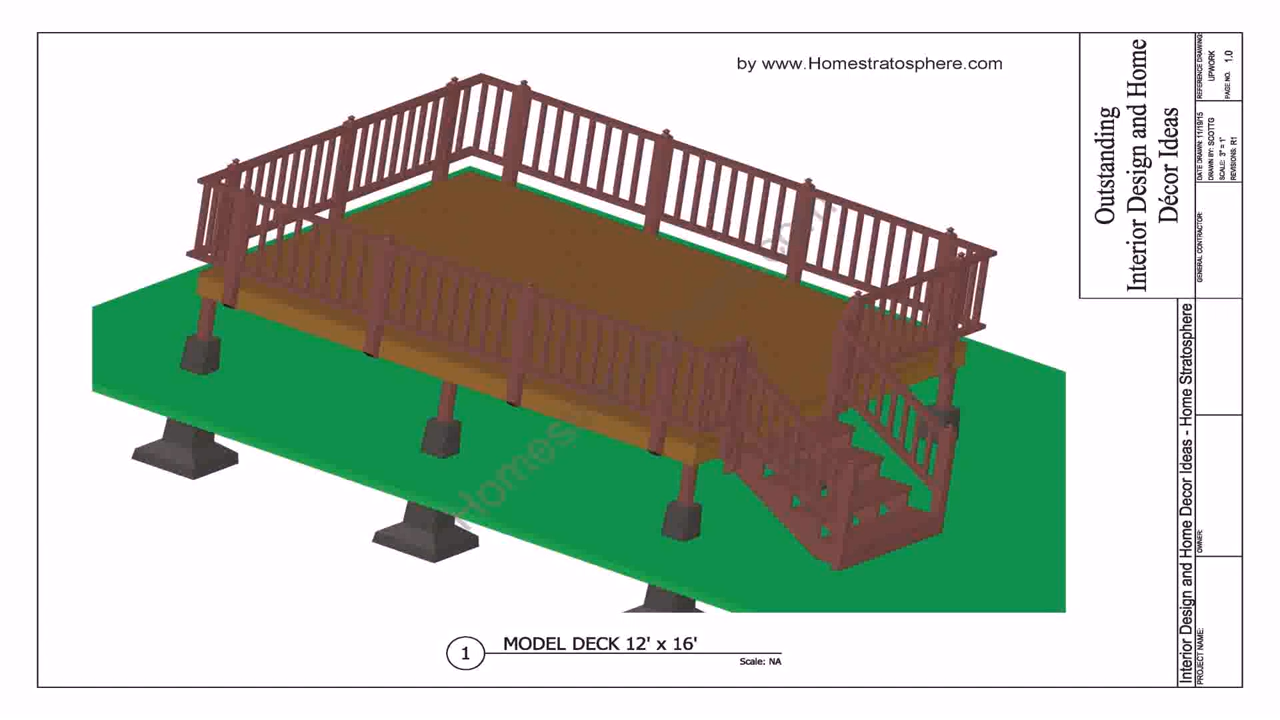 by www.Homestratosphere.com
Outstanding
Interior Design and Home
Décor Ideas
REFERENCE DRAWING:
UPWORK
PAGE NO. 1.0
DATE DRAWN: 11/19/15
DRAWN BY: SCOTTG
SCALE: 3" = 1'
REVISIONS: R1
GENERAL CONTRACTOR:
Interior Design and Home Decor Ideas - Home Stratosphere
OWNER:
PROJECT NAME:
1
MODEL DECK 12' x 16'
Scale: NA